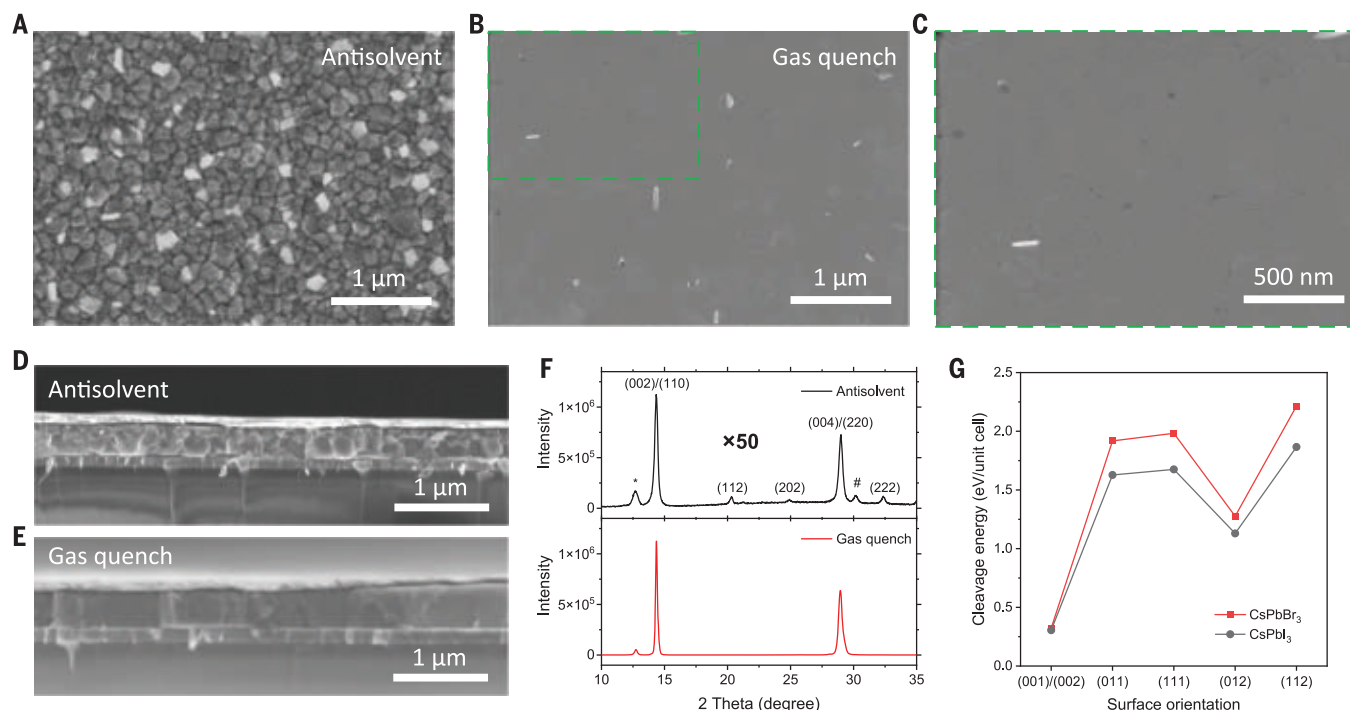 A
Antisolvent
1 μm
B
Gas quench
1 μm
C
500 nm
D
Antisolvent
1 μm
E
Gas quench
1 μm
F
(002)/(110)
Antisolvent
1×10⁶
(004)/(220)
×50
Intensity
5×10⁵
*
(112)
(202)
#
(222)
0
Gas quench
1×10⁶
Intensity
5×10⁵
0
10 15 20 25 30 35
2 Theta (degree)
G
2.5
2.0
1.5
1.0
0.5
0.0
Cleavage energy (eV/unit cell)
CsPbBr₃
CsPbI₃
(001)/(002) (011) (111) (012) (112)
Surface orientation